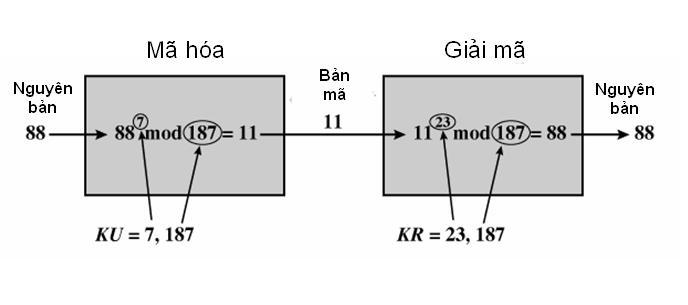 Mã hóa
Giải mã
Nguyên
bản
88
88^7 mod 187 = 11
Bản
mã
11
11^23 mod 187 = 88
Nguyên
bản
88
KU = 7, 187
KR = 23, 187